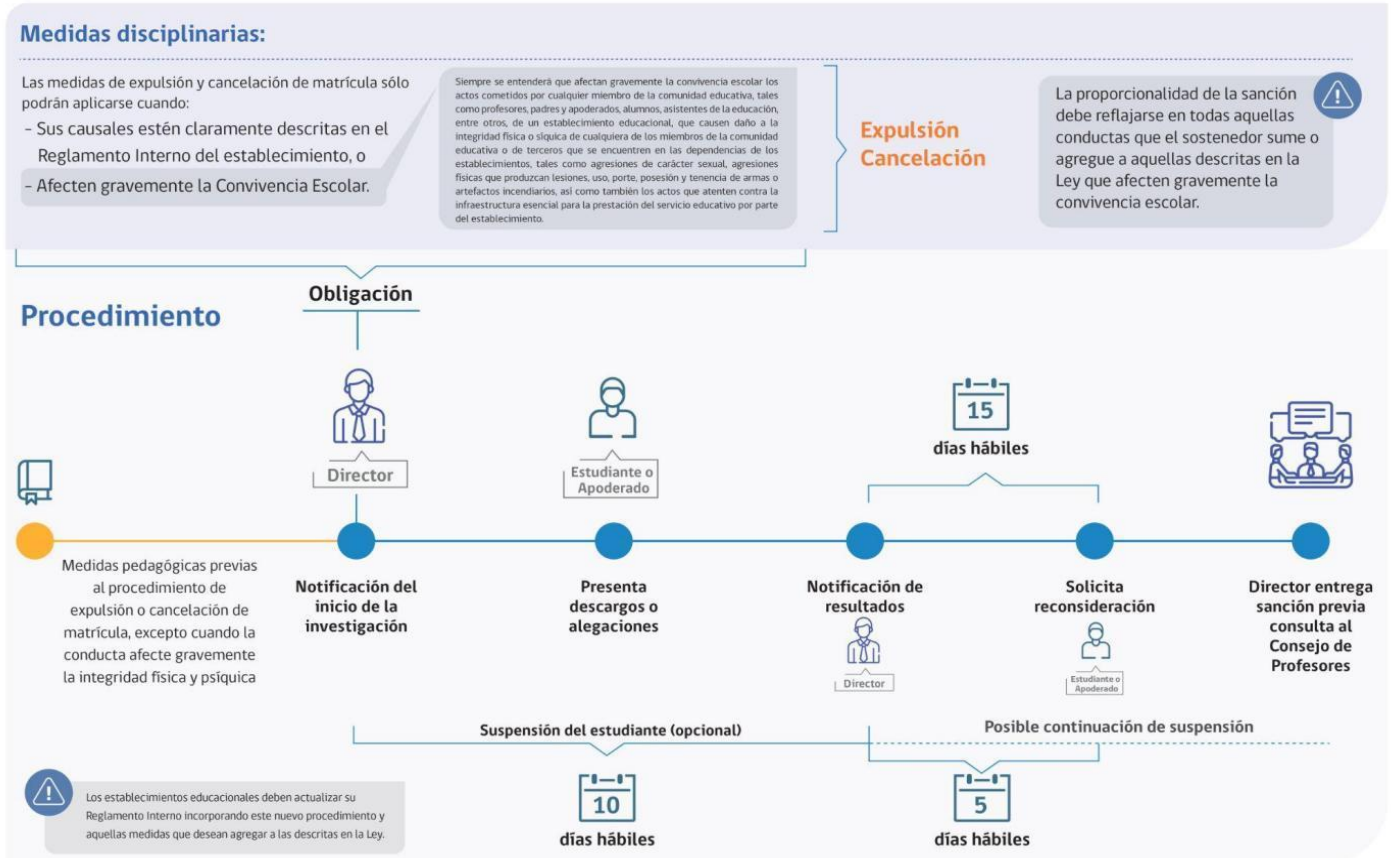 Medidas disciplinarias:
Las medidas de expulsión y cancelación de matrícula sólo
podrán aplicarse cuando:
- Sus causales estén claramente descritas en el
Reglamento Interno del establecimiento, o
- Afecten gravemente la Convivencia Escolar.
Siempre se entenderá que afectan gravemente la convivencia escolar los
actos cometidos por cualquier miembro de la comunidad educativa, tales
como profesores, padres y apoderados, alumnos, asistentes de la educación,
entre otros, de un establecimiento educacional, que causen daño a la
integridad física o síquica de cualquiera de los miembros de la comunidad
educativa o de terceros que se encuentren en las dependencias de los
establecimientos, tales como agresiones de carácter sexual, agresiones
físicas que produzcan lesiones, uso, porte, posesión y tenencia de armas o
artefactos incendiarios, así como también los actos que atenten contra la
infraestructura esencial para la prestación del servicio educativo por parte
del establecimiento.
Expulsión
Cancelación
La proporcionalidad de la sanción
debe reflajarse en todas aquellas
conductas que el sostenedor sume o
agregue a aquellas descritas en la
Ley que afecten gravemente la
convivencia escolar.
!
Procedimiento
Obligación
Director
Estudiante o
Apoderado
15
días hábiles
Medidas pedagógicas previas
al procedimiento de
expulsión o cancelación de
matrícula, excepto cuando la
conducta afecte gravemente
la integridad física y psíquica
Notificación del
inicio de la
investigación
Presenta
descargos o
alegaciones
Notificación de
resultados
Director
Solicita
reconsideración
Estudiante o
Apoderado
Director entrega
sanción previa
consulta al
Consejo de
Profesores
Suspensión del estudiante (opcional)
Posible continuación de suspensión
10
días hábiles
5
días hábiles
!
Los establecimientos educacionales deben actualizar su
Reglamento Interno incorporando este nuevo procedimiento y
aquellas medidas que desean agregar a las descritas en la Ley.